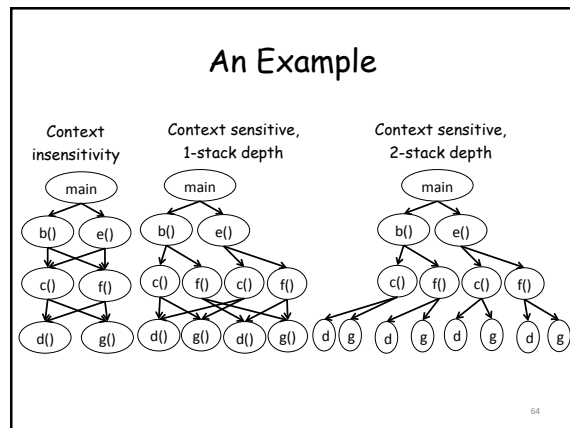 An Example
Context
insensitivity
main
b() e()
c() f()
d() g()
Context sensitive,
1-stack depth
main
b() e()
c() f() c() f()
d() g() d() g()
Context sensitive,
2-stack depth
main
b() e()
c() f() c() f()
d g d g d g d g
64